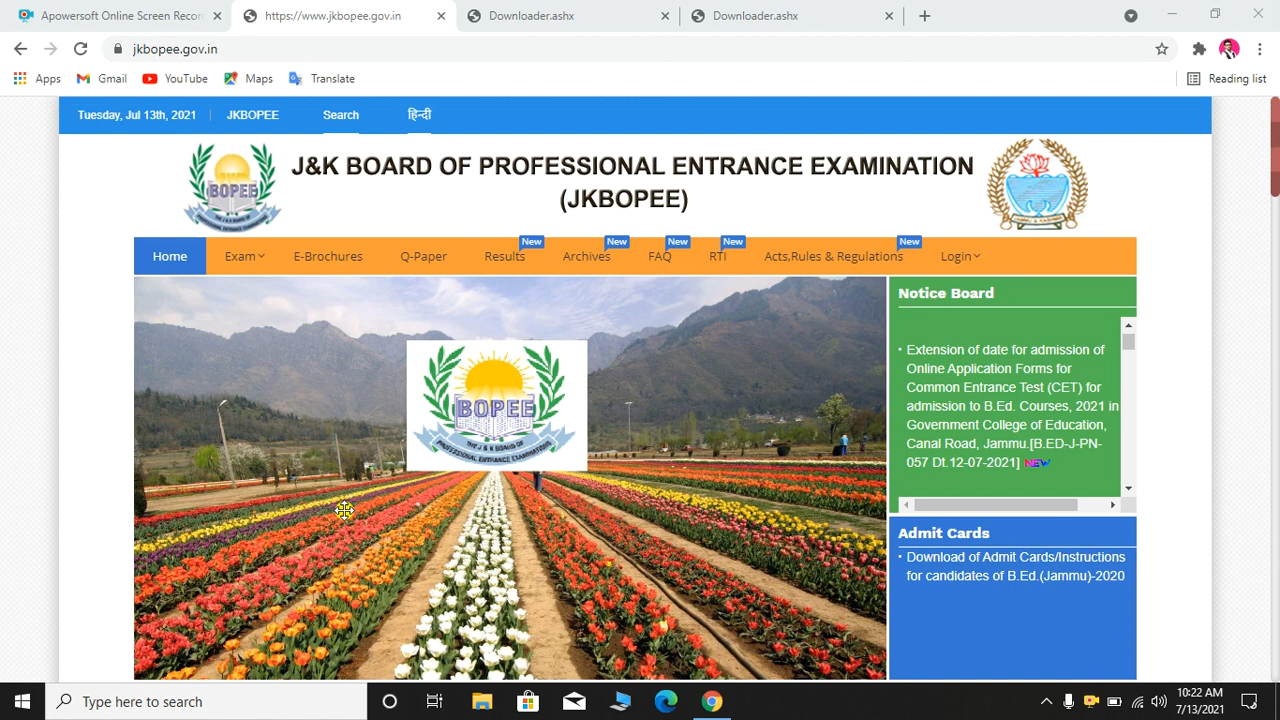 Apowersoft Online Screen Recor
https://www.jkbopee.gov.in
Downloader.ashx
Downloader.ashx
jkbopee.gov.in
Apps
Gmail
YouTube
Maps
Translate
Reading list
Tuesday, Jul 13th, 2021
JKBOPEE
Search
हिन्दी
J&K BOARD OF PROFESSIONAL ENTRANCE EXAMINATION
(JKBOPEE)
BOPEE
Home
Exam
E-Brochures
Q-Paper
Results
New
Archives
New
FAQ
New
RTI
New
Acts,Rules & Regulations
New
Login
BOPEE
THE J & K BOARD OF
PROFESSIONAL ENTRANCE EXAMINATIONS
Notice Board
Extension of date for admission of
Online Application Forms for
Common Entrance Test (CET) for
admission to B.Ed. Courses, 2021 in
Government College of Education,
Canal Road, Jammu.[B.ED-J-PN-
057 Dt.12-07-2021] NEW
Admit Cards
Download of Admit Cards/Instructions
for candidates of B.Ed.(Jammu)-2020
Type here to search
10:22 AM
7/13/2021